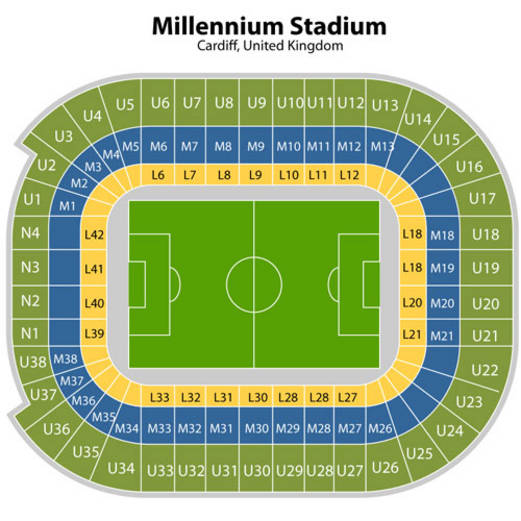 Millennium Stadium
Cardiff, United Kingdom
U5 U6 U7 U8 U9 U10 U11 U12 U13
U4 U14
U3 U15
M5 M6 M7 M8 M9 M10 M11 M12 M13
M4
U2 M3 U16
L6 L7 L8 L9 L10 L11 L12
M2
U1 M1 U17
N4 L42 L18 M18 U18
N3 L41 L18 M19 U19
N2 L40 L20 M20 U20
N1 L39 L21 M21 U21
U38 M38 U22
M37
U37 M36 U23
L33 L32 L31 L30 L28 L28 L27
M35
U36 M34 M33 M32 M31 M30 M29 M28 M27 M26 U24
U35 U25
U34 U33 U32 U31 U30 U29 U28 U27 U26